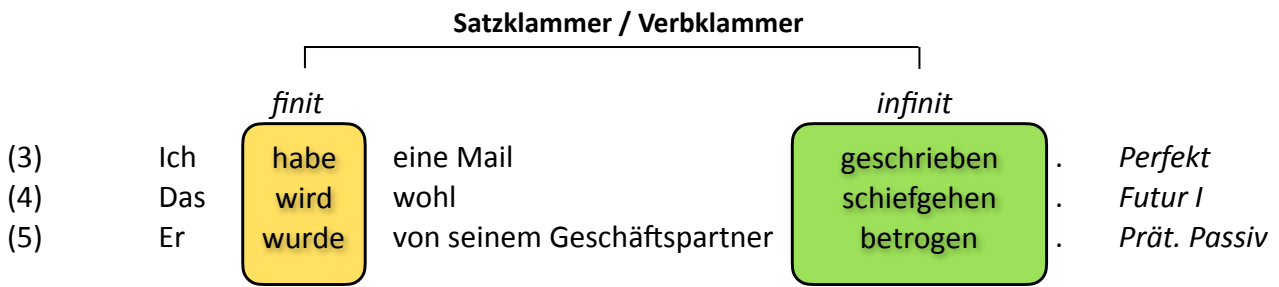 Satzklammer / Verbklammer
finit infinit
(3) Ich habe eine Mail geschrieben . Perfekt
(4) Das wird wohl schiefgehen . Futur I
(5) Er wurde von seinem Geschäftspartner betrogen . Prät. Passiv